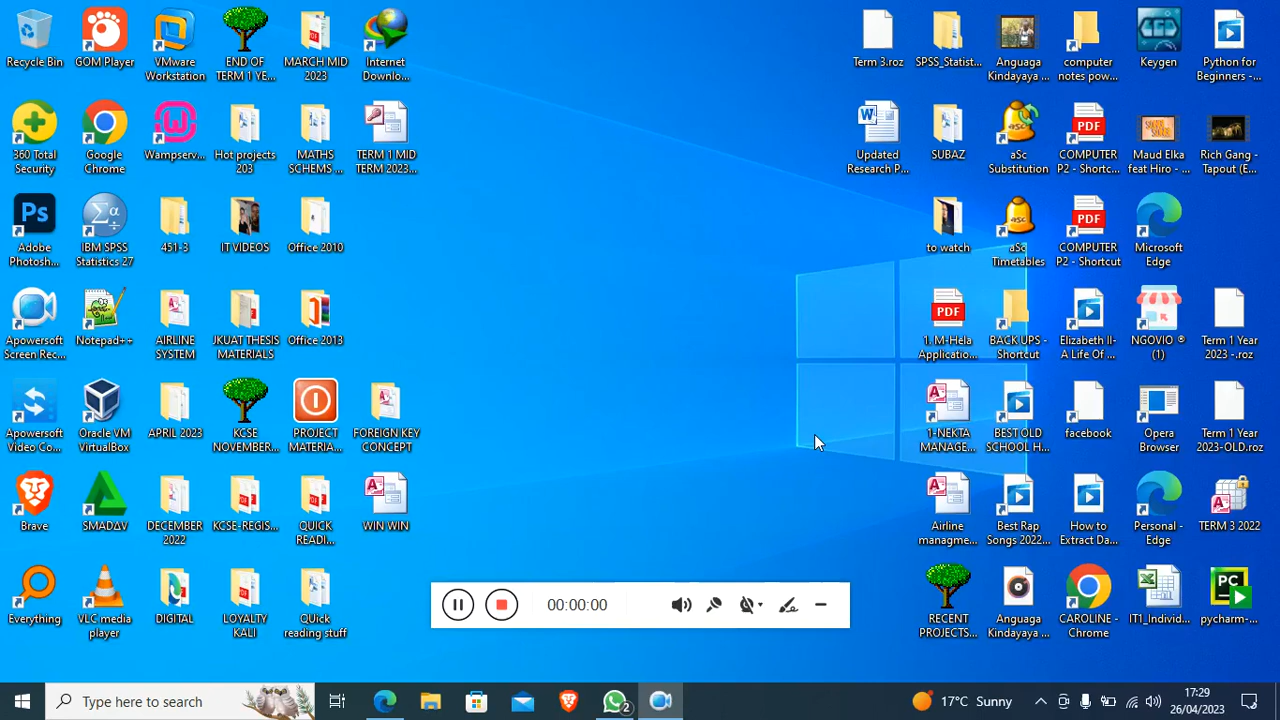 Recycle Bin
GOM Player
VMware
Workstation
END OF
TERM 1 YE...
MARCH MID
2023
Internet
Downlo...
Term 3.roz
SPSS_Statist...
Anguaga
Kindayaya ...
computer
notes pow...
Keygen
Python for
Beginners -...
360 Total
Security
Google
Chrome
Wampserv...
Hot projects
203
MATHS
SCHEMS ...
TERM 1 MID
TERM 2023...
Updated
Research P...
SUBAZ
aSc
Substitution
COMPUTER
P2 - Shortc...
Maud Elka
feat Hiro - ...
Rich Gang -
Tapout (E...
Adobe
Photosh...
IBM SPSS
Statistics 27
451-3
IT VIDEOS
Office 2010
to watch
aSc
Timetables
COMPUTER
P2 - Shortcut
Microsoft
Edge
Apowersoft
Screen Rec...
Notepad++
AIRLINE
SYSTEM
JKUAT THESIS
MATERIALS
Office 2013
1. M-Hela
Applicatio...
BACK UPS -
Shortcut
Elizabeth II-
A Life Of ...
NGOVIO ®
(1)
Term 1 Year
2023 -.roz
Apowersoft
Video Co...
Oracle VM
VirtualBox
APRIL 2023
KCSE
NOVEMBER...
PROJECT
MATERIA...
FOREIGN KEY
CONCEPT
1-NEKTA
MANAGE...
BEST OLD
SCHOOL H...
facebook
Opera
Browser
Term 1 Year
2023-OLD.roz
Brave
SMADAV
DECEMBER
2022
KCSE-REGIS...
QUICK
READI...
WIN WIN
Airline
managme...
Best Rap
Songs 2022...
How to
Extract Da...
Personal -
Edge
TERM 3 2022
Everything
VLC media
player
DIGITAL
LOYALTY
KALI
QUick
reading stuff
00:00:00
RECENT
PROJECTS...
Anguaga
Kindayaya ...
CAROLINE -
Chrome
IT1_Individ...
pycharm-...
Type here to search
2
17°C Sunny
17:29
26/04/2023